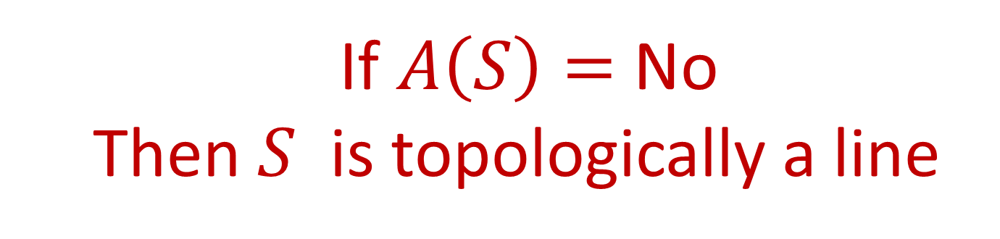 If A(S) = No
Then S is topologically a line